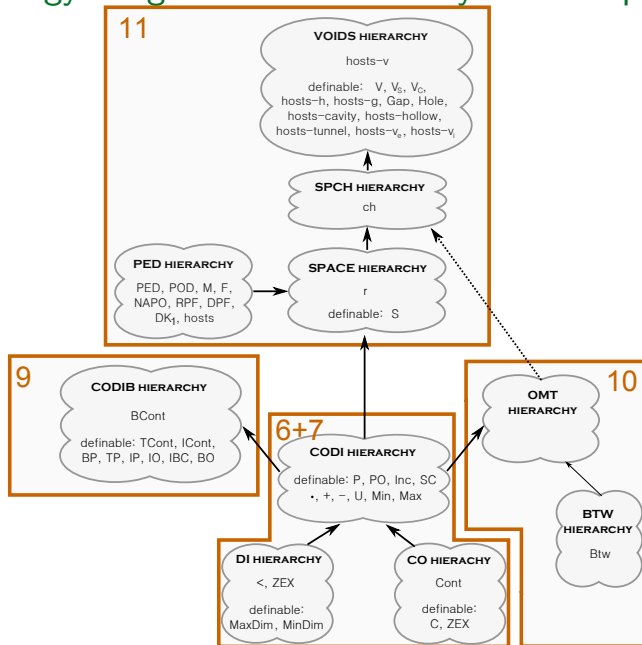 11
VOIDS HIERARCHY
hosts-v
definable: V, Vₛ, V꜀,
hosts-h, hosts-g, Gap, Hole,
hosts-cavity, hosts-hollow,
hosts-tunnel, hosts-vₑ, hosts-vᵢ
SPCH HIERARCHY
ch
PED HIERARCHY
PED, POD, M, F,
NAPO, RPF, DPF,
DK₁, hosts
SPACE HIERARCHY
r
definable: S
9
CODIB HIERARCHY
BCont
definable: TCont, ICont,
BP, TP, IP, IO, IBC, BO
6+7
CODI HIERARCHY
definable: P, PO, Inc, SC
·, +, −, U, Min, Max
10
OMT
HIERARCHY
BTW
HIERARCHY
Btw
DI HIERARCHY
<, ZEX
definable:
MaxDim, MinDim
CO HIERACHY
Cont
definable:
C, ZEX